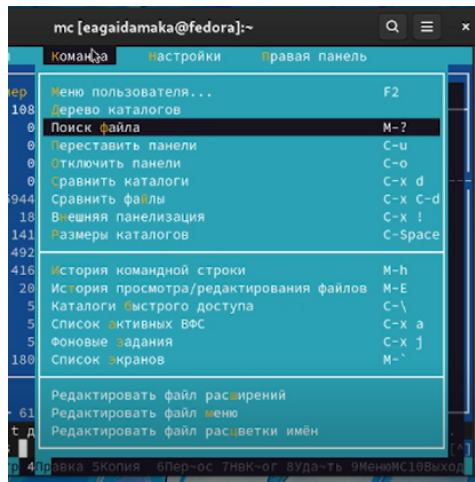 mc [eagaidamaka@fedora]:~
Команда Настройки Правая панель
Меню пользователя... F2
108 Дерево каталогов
0 Поиск файла M-?
0 Переставить панели C-u
0 Отключить панели C-o
0 Сравнить каталоги C-x d
5944 Сравнить файлы C-x C-d
18 Внешняя панелизация C-x !
141 Размеры каталогов C-Space
492
416 История командной строки M-h
20 История просмотра/редактирования файлов M-E
5 Каталоги быстрого доступа C-\
5 Список активных ВФС C-x a
5 Фоновые задания C-x j
180 Список экранов M-`
Редактировать файл расширений
61 Редактировать файл меню
Редактировать файл расцветки имён
[^]
4Правка 5Копия 6Пер~ос 7НвК~ог 8Уда~ть 9МенюMC10Выход